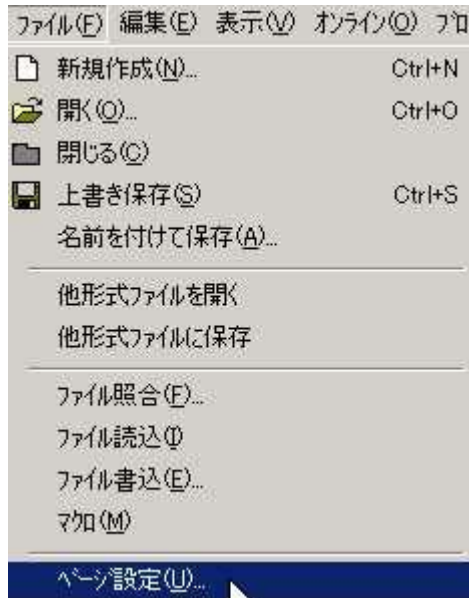 ﾌｧｲﾙ(F) 編集(E) 表示(V) ｵﾝﾗｲﾝ(O) ﾌﾟﾛ
新規作成(N)... Ctrl+N
開く(O)... Ctrl+O
閉じる(C)
上書き保存(S) Ctrl+S
名前を付けて保存(A)...
他形式ﾌｧｲﾙを開く
他形式ﾌｧｲﾙに保存
ﾌｧｲﾙ照合(F)...
ﾌｧｲﾙ読込(I)
ﾌｧｲﾙ書込(E)...
ﾏｸﾛ(M)
ﾍﾟｰｼﾞ設定(U)...